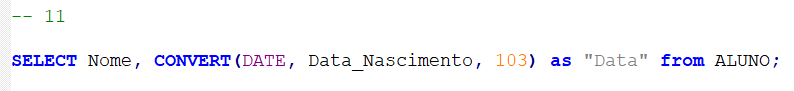 -- 11
SELECT Nome, CONVERT(DATE, Data_Nascimento, 103) as "Data" from ALUNO;